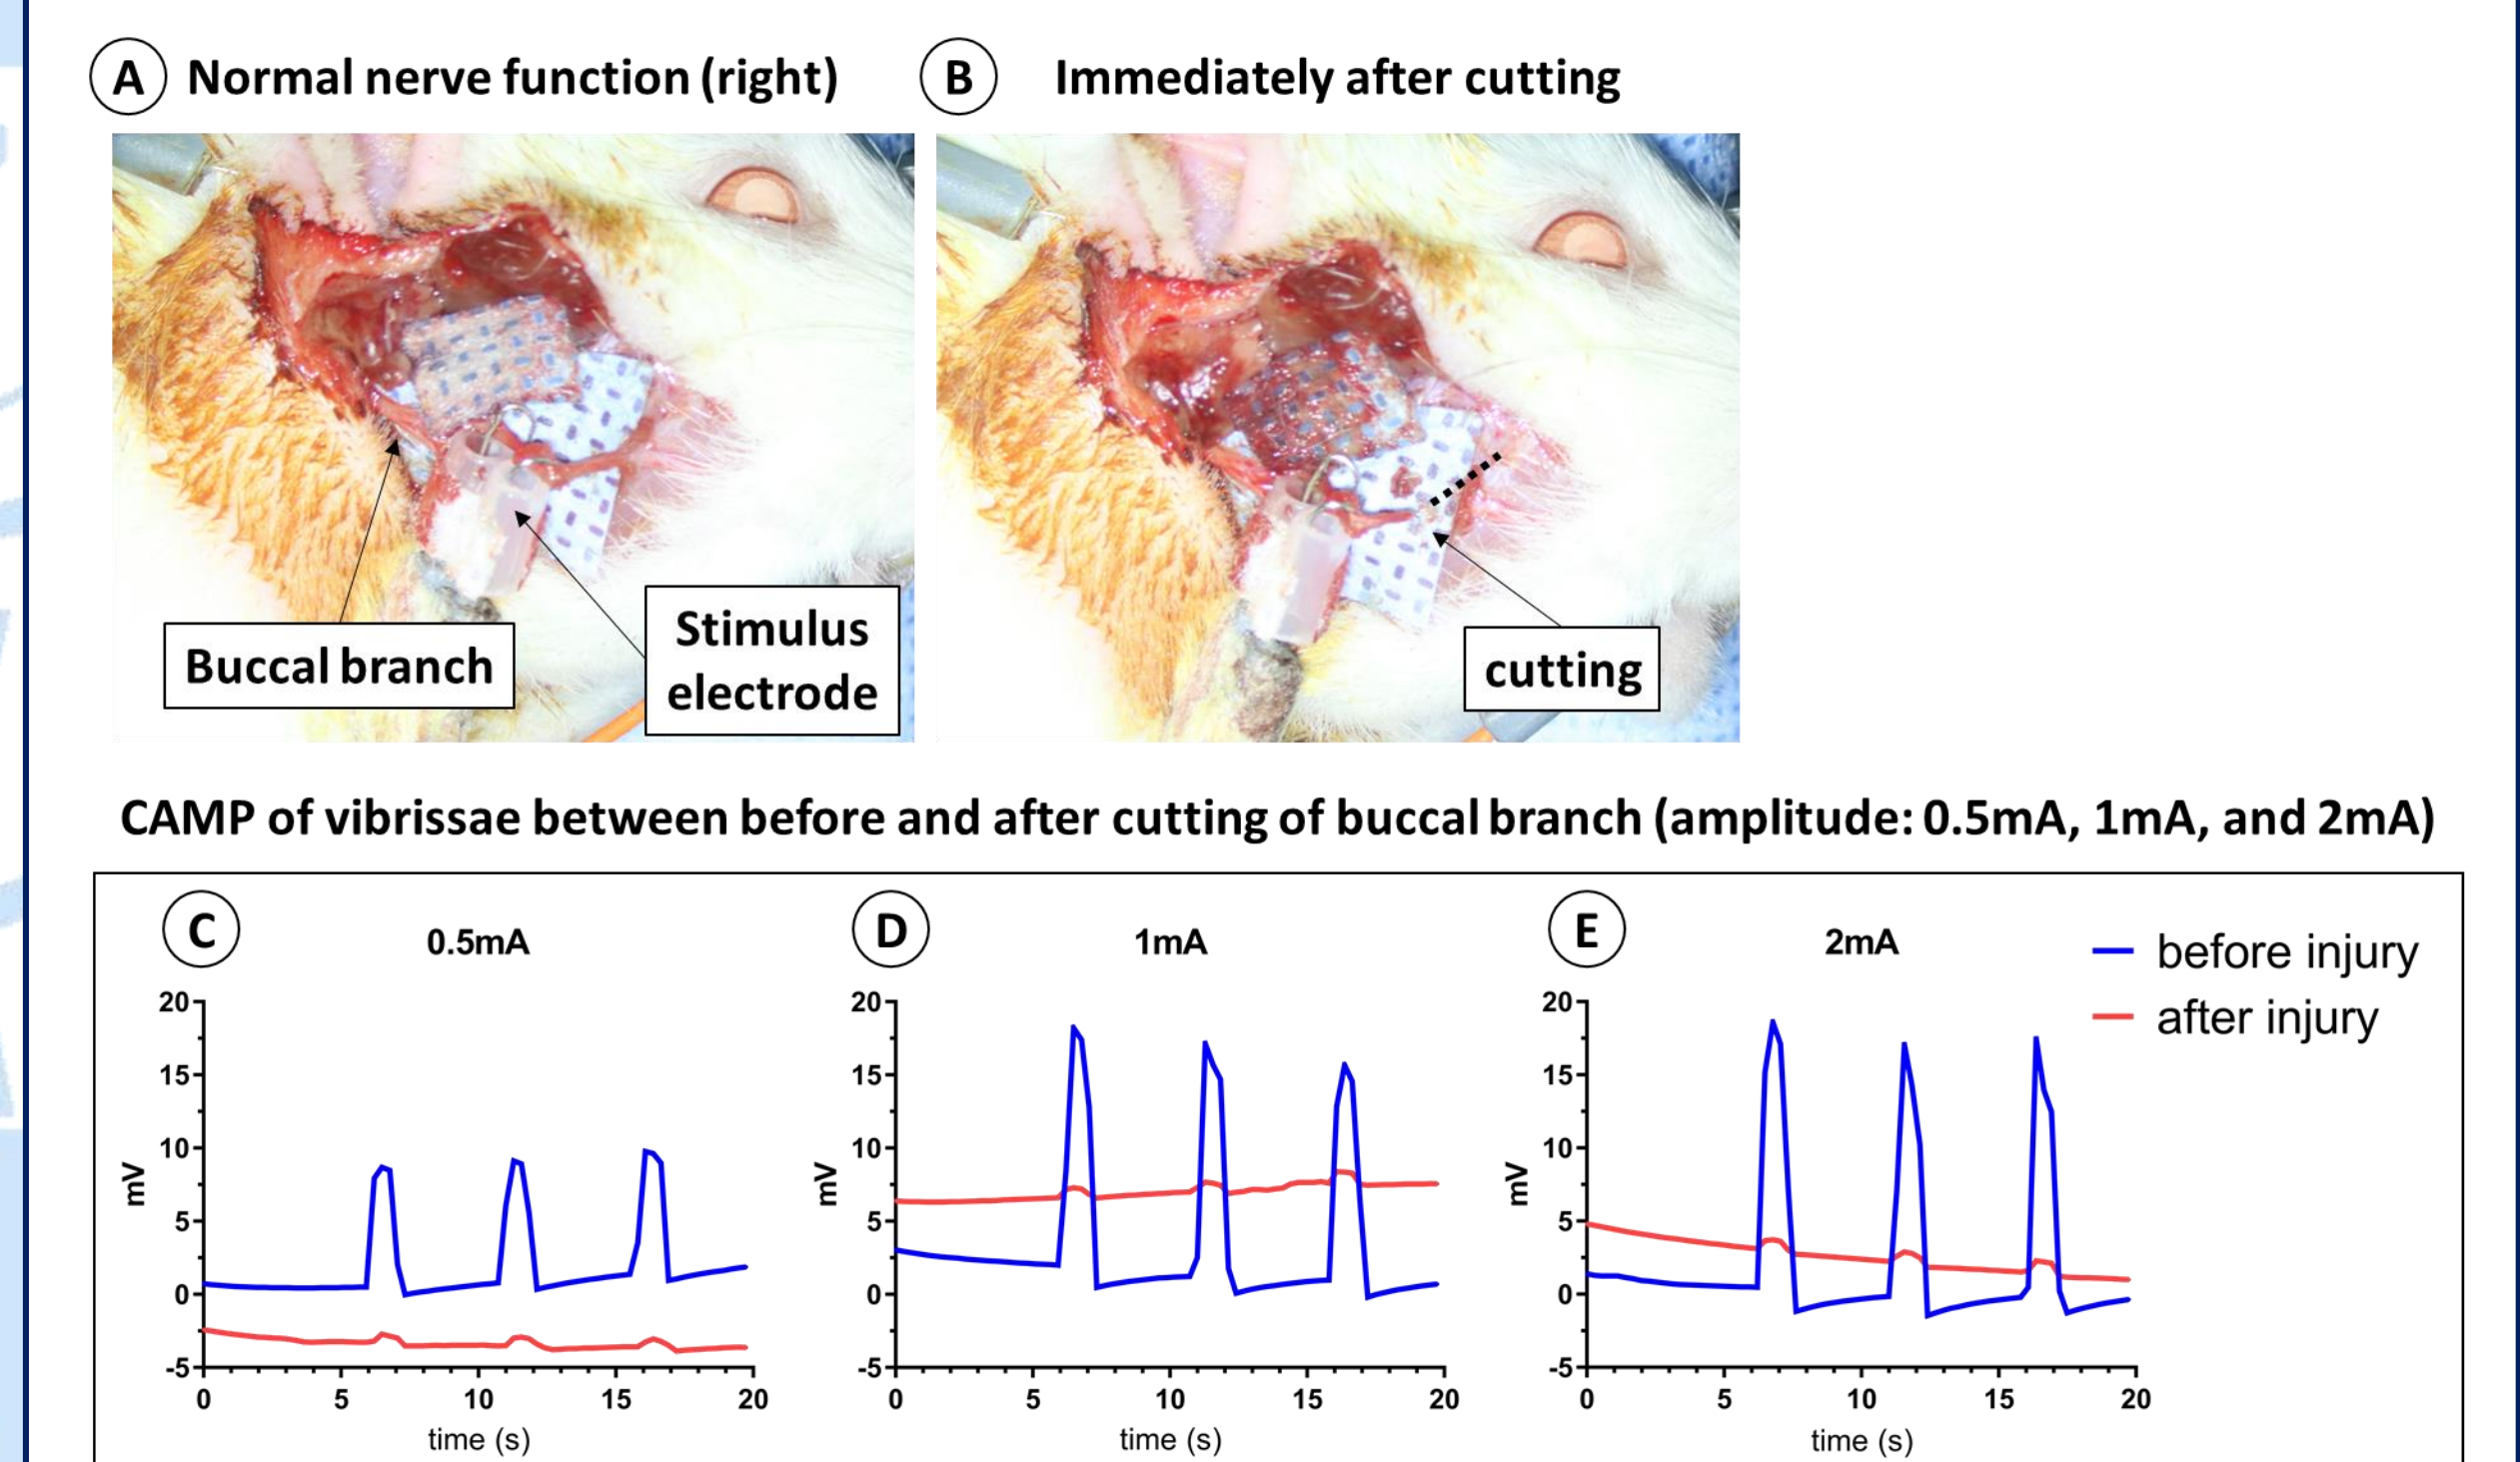 A Normal nerve function (right)
B Immediately after cutting
Buccal branch
Stimulus
electrode
cutting
CAMP of vibrissae between before and after cutting of buccal branch (amplitude: 0.5mA, 1mA, and 2mA)
C 0.5mA
20
15
10
5
0
-5
mV
0 5 10 15 20
time (s)
D 1mA
20
15
10
5
0
-5
mV
0 5 10 15 20
time (s)
E 2mA
20
15
10
5
0
-5
mV
0 5 10 15 20
time (s)
before injury
after injury